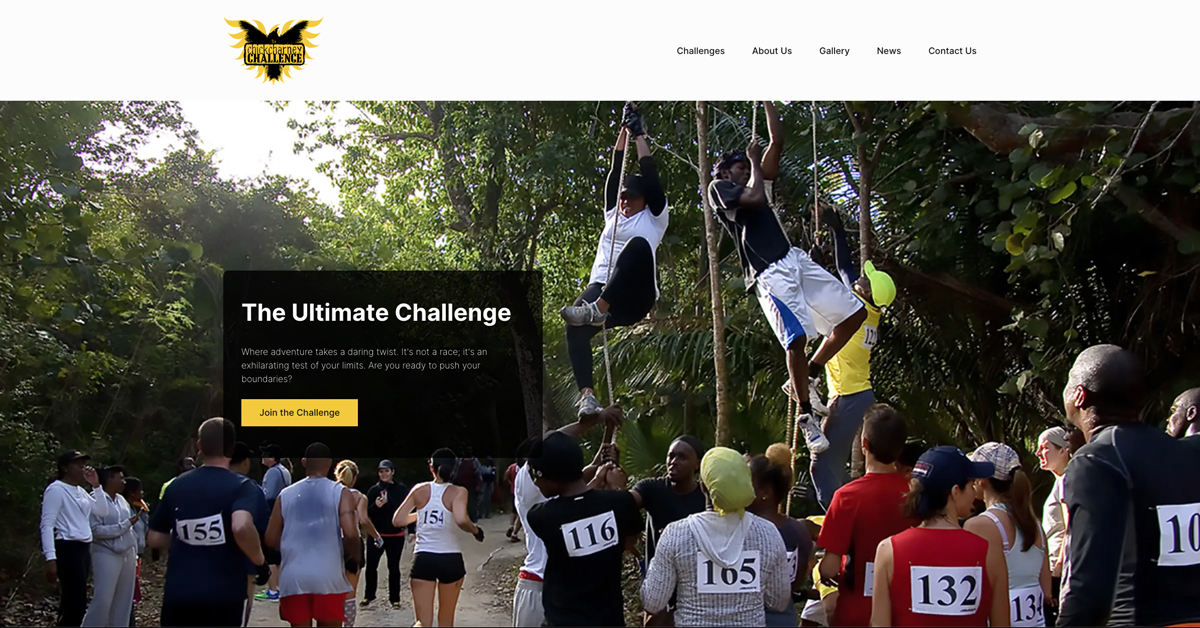 Chickcharney
CHALLENGE
Challenges
About Us
Gallery
News
Contact Us
The Ultimate Challenge
Where adventure takes a daring twist. It's not a race; it's an
exhilarating test of your limits. Are you ready to push your
boundaries?
Join the Challenge
155
154
116
165
132
134
10